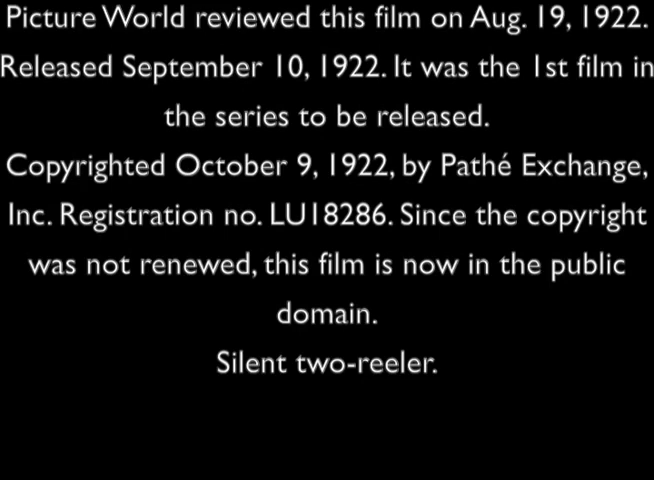 Picture World reviewed this film on Aug. 19, 1922.
Released September 10, 1922. It was the 1st film in
the series to be released.
Copyrighted October 9, 1922, by Pathé Exchange,
Inc. Registration no. LU18286. Since the copyright
was not renewed, this film is now in the public
domain.
Silent two-reeler.